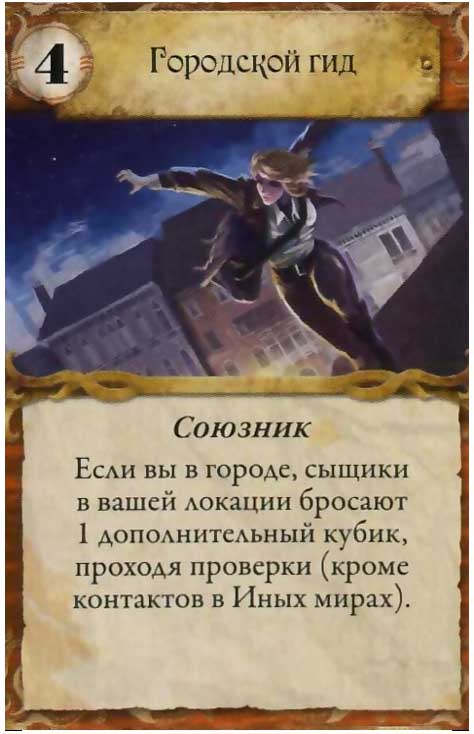 4
Городской гид
Союзник
Если вы в городе, сыщики
в вашей локации бросают
1 дополнительный кубик,
проходя проверки (кроме
контактов в Иных мирах).